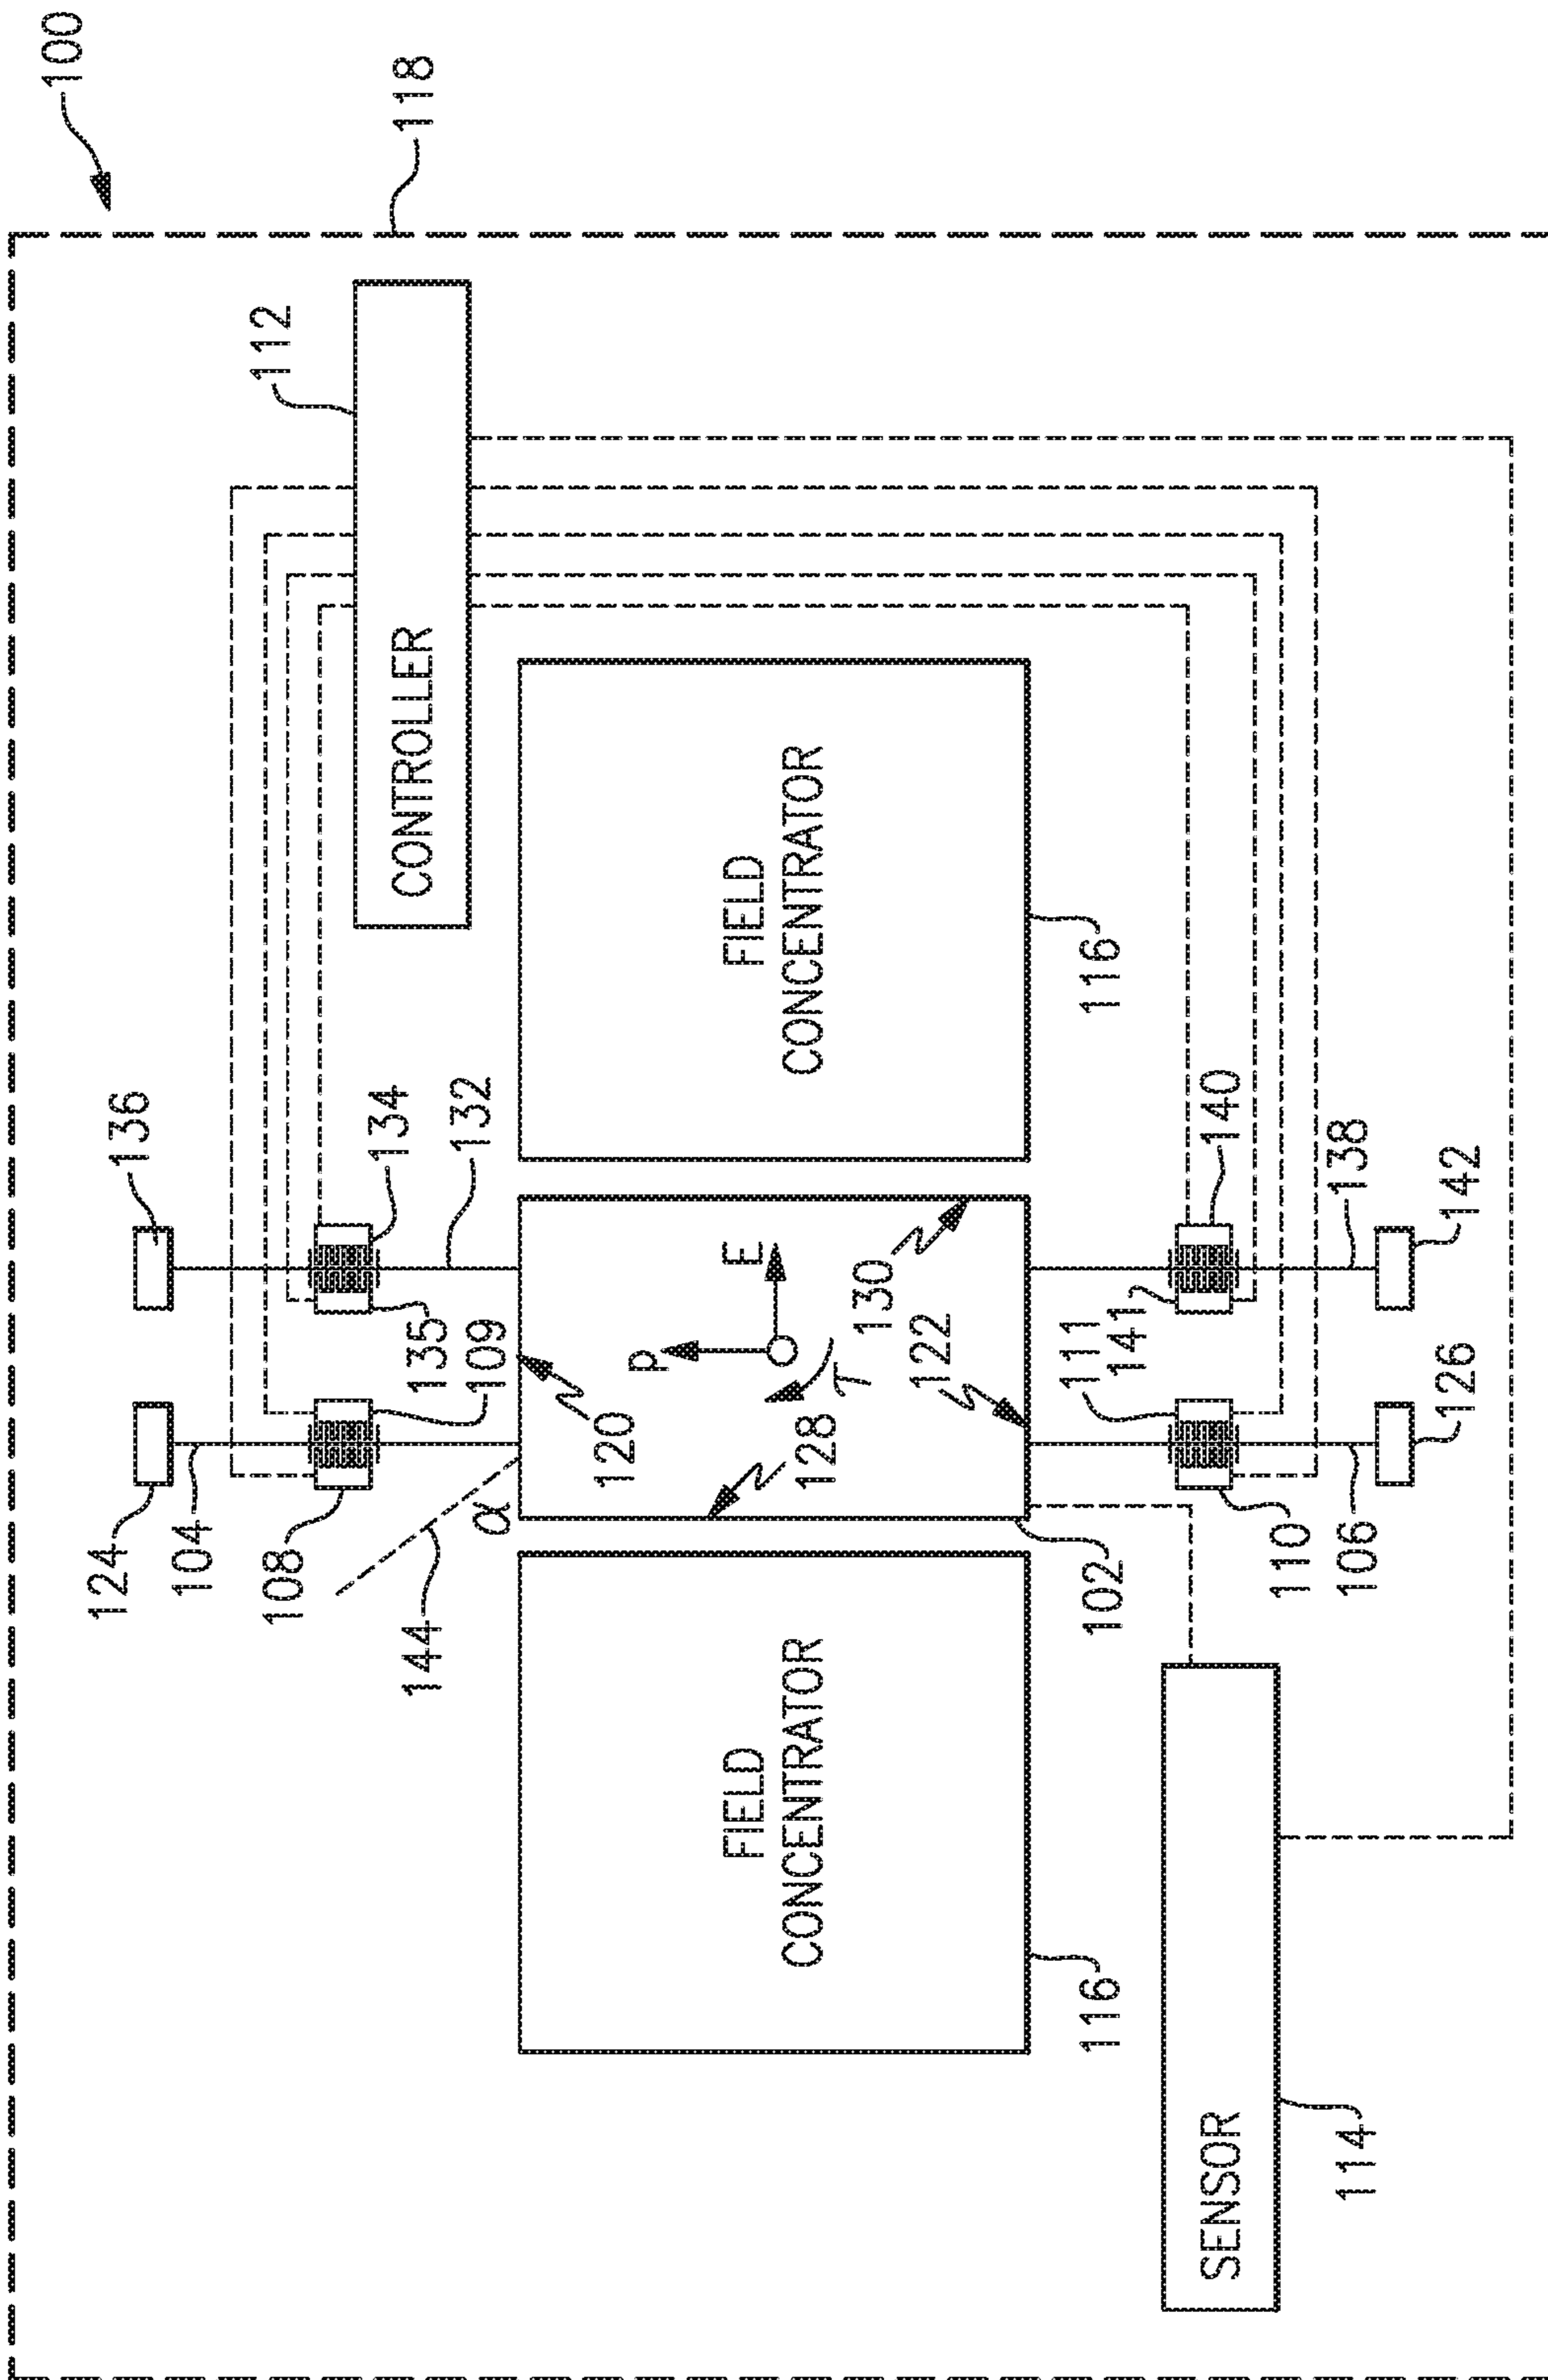 100
118
112
CONTROLLER
136
134
132
135
109
124
104
108
144
α
120
P
E
T
128
130
122
102
FIELD
CONCENTRATOR
116
FIELD
CONCENTRATOR
116
140
141
111
138
142
126
106
110
SENSOR
114